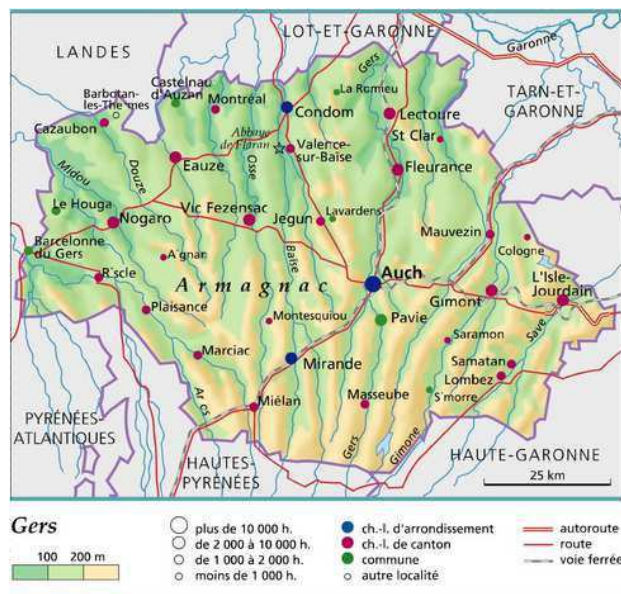 LOT-ET-GARONNE
LANDES
Garonne
Gers
TARN-ET-
GARONNE
Castelnau
d'Auzan
Barbotan-
les-Thermes
Montréal
Condom
La Romieu
Lectoure
St Clar
Cazaubon
Abbaye
de Flaran
Valence-
sur-Baïse
Eauze
Fleurance
Midou
Douze
Osse
Le Houga
Nogaro
Vic Fezensac
Jegun
Lavardens
Mauvezin
Cologne
Barcelonne
du Gers
A'gnan
Baïse
R'scle
Armagnac
Auch
L'Isle-
Jourdain
Gimont
Plaisance
Montesquiou
Pavie
Saramon
Save
Marciac
Mirande
Samatan
Lombez
Miélan
Masseube
S'morre
Ar os
Gers
Gimone
PYRÉNÉES-
ATLANTIQUES
HAUTES-
PYRÉNÉES
HAUTE-GARONNE
25 km
Gers
100 200 m
plus de 10 000 h.
de 2 000 à 10 000 h.
de 1 000 à 2 000 h.
moins de 1 000 h.
ch.-l. d'arrondissement
ch.-l. de canton
commune
autre localité
autoroute
route
voie ferrée